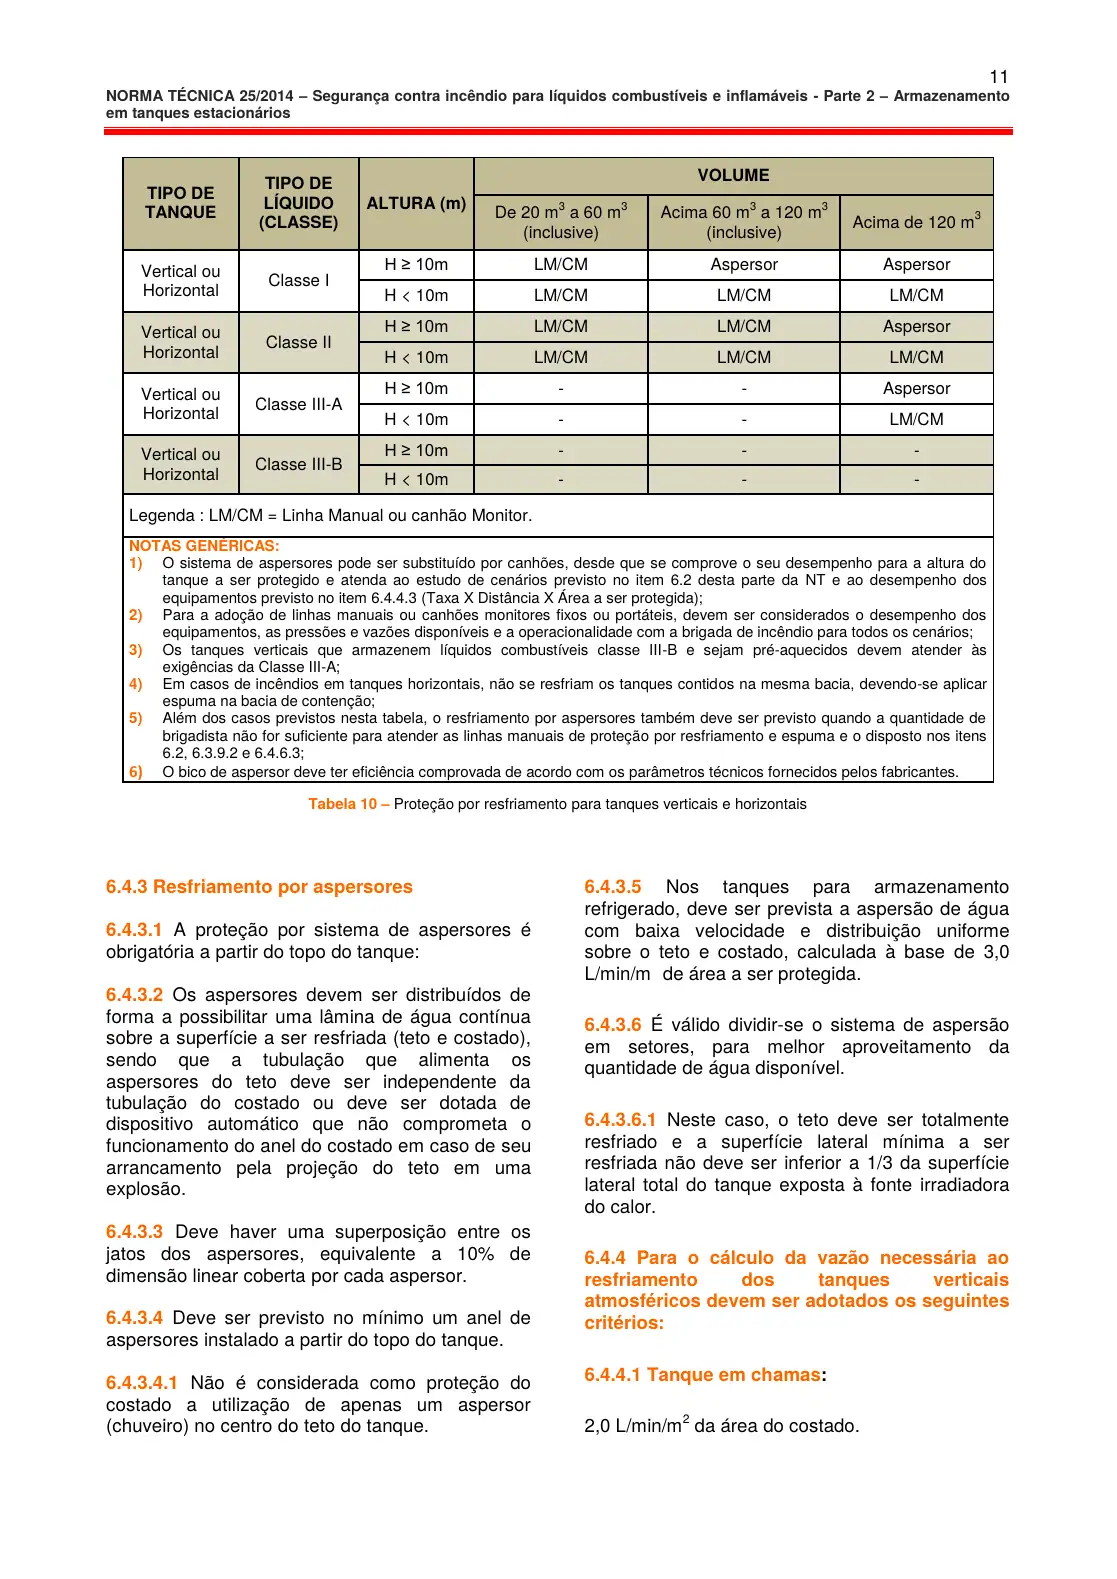 11
NORMA TÉCNICA 25/2014 – Segurança contra incêndio para líquidos combustíveis e inflamáveis - Parte 2 – Armazenamento
em tanques estacionários
TIPO DE
TANQUE
TIPO DE
LÍQUIDO
(CLASSE)
ALTURA (m)
VOLUME
De 20 m³ a 60 m³
(inclusive)
Acima 60 m³ a 120 m³
(inclusive)
Acima de 120 m³
Vertical ou
Horizontal
Classe I
H ≥ 10m LM/CM Aspersor Aspersor
H < 10m LM/CM LM/CM LM/CM
Vertical ou
Horizontal
Classe II
H ≥ 10m LM/CM LM/CM Aspersor
H < 10m LM/CM LM/CM LM/CM
Vertical ou
Horizontal
Classe III-A
H ≥ 10m - - Aspersor
H < 10m - - LM/CM
Vertical ou
Horizontal
Classe III-B
H ≥ 10m - - -
H < 10m - - -
Legenda : LM/CM = Linha Manual ou canhão Monitor.
NOTAS GENÉRICAS:
1) O sistema de aspersores pode ser substituído por canhões, desde que se comprove o seu desempenho para a altura do
tanque a ser protegido e atenda ao estudo de cenários previsto no item 6.2 desta parte da NT e ao desempenho dos
equipamentos previsto no item 6.4.4.3 (Taxa X Distância X Área a ser protegida);
2) Para a adoção de linhas manuais ou canhões monitores fixos ou portáteis, devem ser considerados o desempenho dos
equipamentos, as pressões e vazões disponíveis e a operacionalidade com a brigada de incêndio para todos os cenários;
3) Os tanques verticais que armazenem líquidos combustíveis classe III-B e sejam pré-aquecidos devem atender às
exigências da Classe III-A;
4) Em casos de incêndios em tanques horizontais, não se resfriam os tanques contidos na mesma bacia, devendo-se aplicar
espuma na bacia de contenção;
5) Além dos casos previstos nesta tabela, o resfriamento por aspersores também deve ser previsto quando a quantidade de
brigadista não for suficiente para atender as linhas manuais de proteção por resfriamento e espuma e o disposto nos itens
6.2, 6.3.9.2 e 6.4.6.3;
6) O bico de aspersor deve ter eficiência comprovada de acordo com os parâmetros técnicos fornecidos pelos fabricantes.
Tabela 10 – Proteção por resfriamento para tanques verticais e horizontais
6.4.3 Resfriamento por aspersores
6.4.3.1 A proteção por sistema de aspersores é
obrigatória a partir do topo do tanque:
6.4.3.2 Os aspersores devem ser distribuídos de
forma a possibilitar uma lâmina de água contínua
sobre a superfície a ser resfriada (teto e costado),
sendo que a tubulação que alimenta os
aspersores do teto deve ser independente da
tubulação do costado ou deve ser dotada de
dispositivo automático que não comprometa o
funcionamento do anel do costado em caso de seu
arrancamento pela projeção do teto em uma
explosão.
6.4.3.3 Deve haver uma superposição entre os
jatos dos aspersores, equivalente a 10% de
dimensão linear coberta por cada aspersor.
6.4.3.4 Deve ser previsto no mínimo um anel de
aspersores instalado a partir do topo do tanque.
6.4.3.4.1 Não é considerada como proteção do
costado a utilização de apenas um aspersor
(chuveiro) no centro do teto do tanque.
6.4.3.5 Nos tanques para armazenamento
refrigerado, deve ser prevista a aspersão de água
com baixa velocidade e distribuição uniforme
sobre o teto e costado, calculada à base de 3,0
L/min/m de área a ser protegida.
6.4.3.6 É válido dividir-se o sistema de aspersão
em setores, para melhor aproveitamento da
quantidade de água disponível.
6.4.3.6.1 Neste caso, o teto deve ser totalmente
resfriado e a superfície lateral mínima a ser
resfriada não deve ser inferior a 1/3 da superfície
lateral total do tanque exposta à fonte irradiadora
do calor.
6.4.4 Para o cálculo da vazão necessária ao
resfriamento dos tanques verticais
atmosféricos devem ser adotados os seguintes
critérios:
6.4.4.1 Tanque em chamas:
2,0 L/min/m² da área do costado.